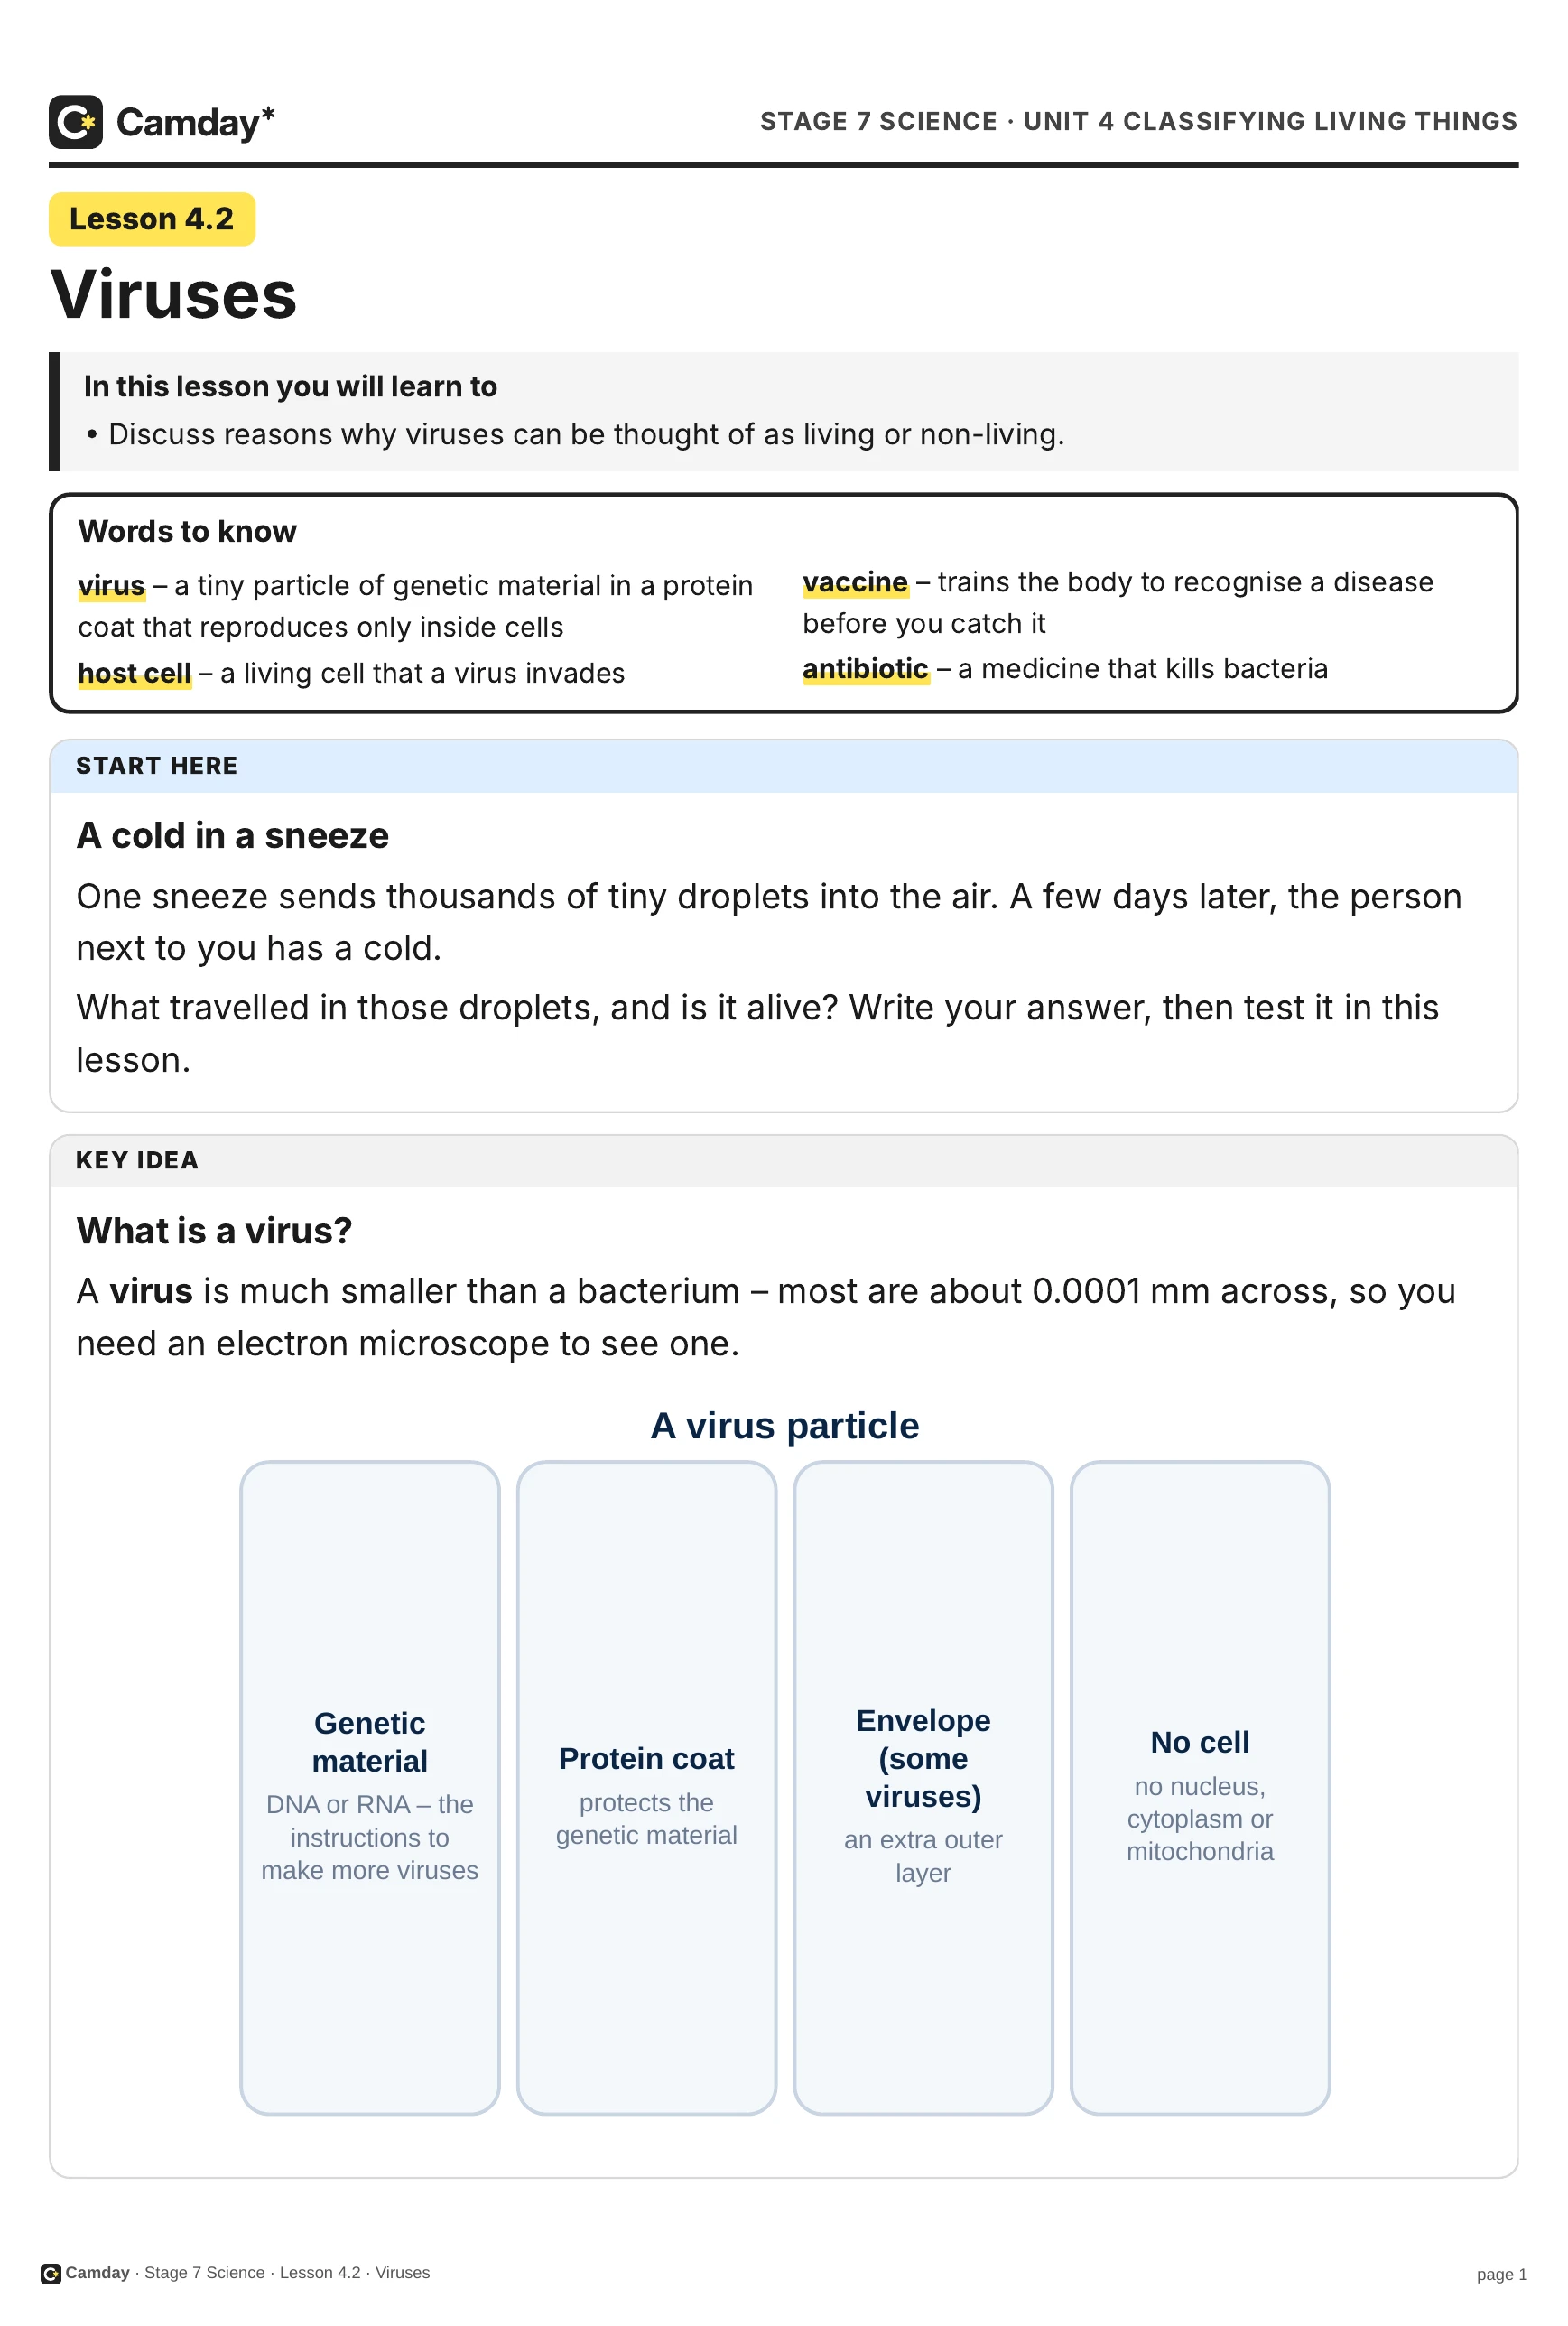 Camday*
STAGE 7 SCIENCE · UNIT 4 CLASSIFYING LIVING THINGS
Lesson 4.2
Viruses
In this lesson you will learn to
• Discuss reasons why viruses can be thought of as living or non-living.
Words to know
virus – a tiny particle of genetic material in a protein
coat that reproduces only inside cells
host cell – a living cell that a virus invades
vaccine – trains the body to recognise a disease
before you catch it
antibiotic – a medicine that kills bacteria
START HERE
A cold in a sneeze
One sneeze sends thousands of tiny droplets into the air. A few days later, the person
next to you has a cold.
What travelled in those droplets, and is it alive? Write your answer, then test it in this
lesson.
KEY IDEA
What is a virus?
A virus is much smaller than a bacterium – most are about 0.0001 mm across, so you
need an electron microscope to see one.
A virus particle
Genetic
material
DNA or RNA – the
instructions to
make more viruses
Protein coat
protects the
genetic material
Envelope
(some
viruses)
an extra outer
layer
No cell
no nucleus,
cytoplasm or
mitochondria
Camday · Stage 7 Science · Lesson 4.2 · Viruses
page 1